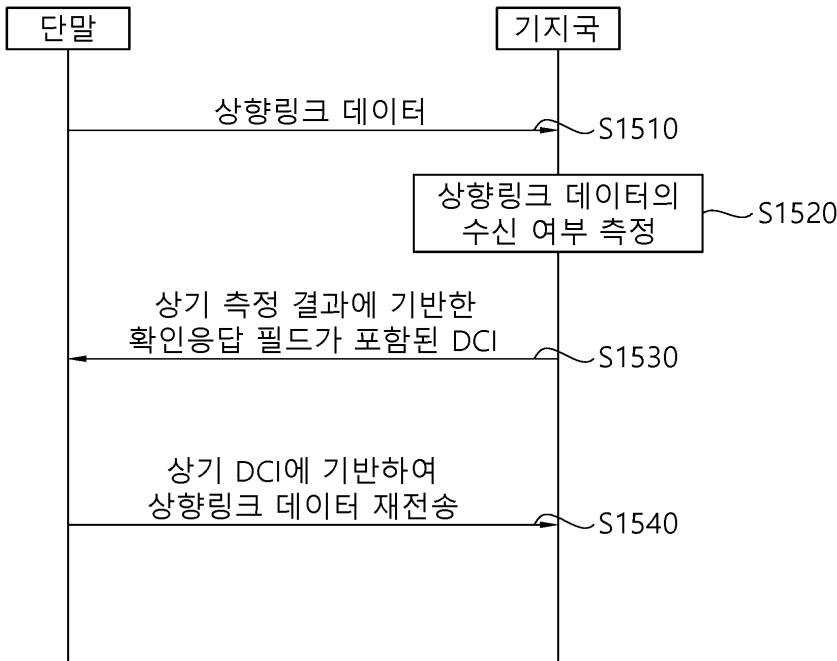 단말
기지국
상향링크 데이터
S1510
상향링크 데이터의
수신 여부 측정
S1520
상기 측정 결과에 기반한
확인응답 필드가 포함된 DCI
S1530
상기 DCI에 기반하여
상향링크 데이터 재전송
S1540